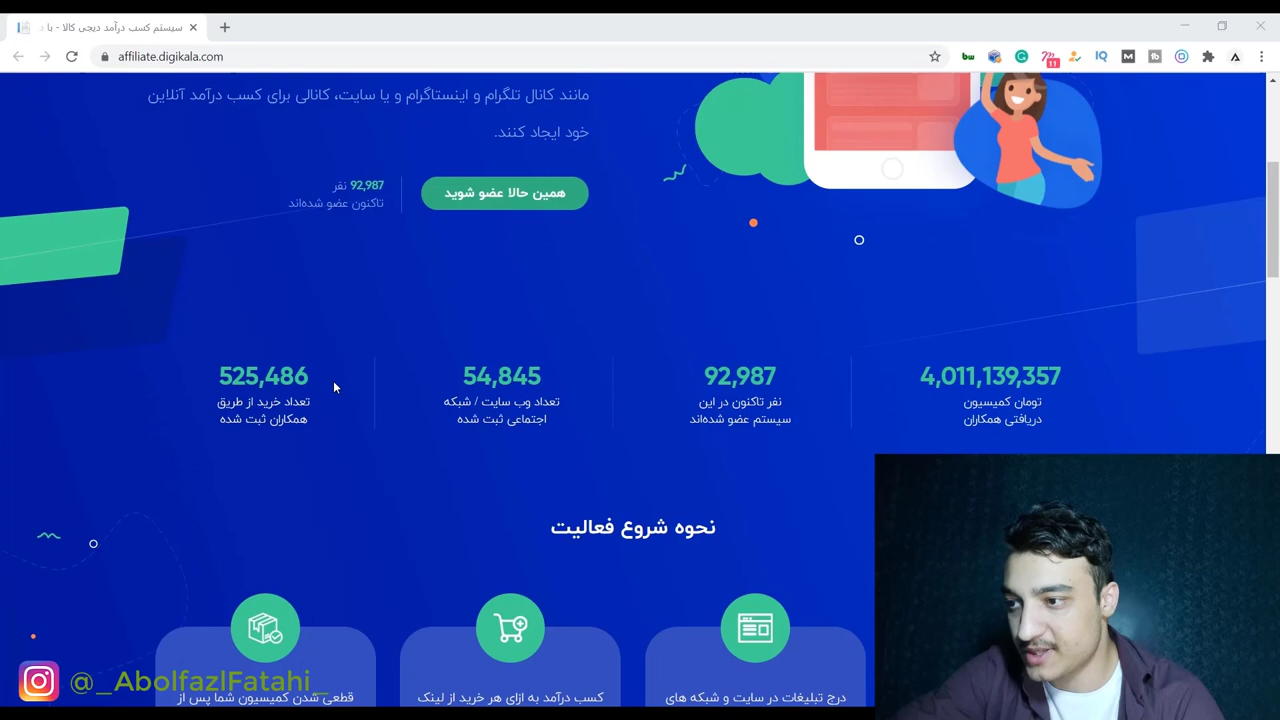 سیستم کسب درآمد دیجی کالا - با د
affiliate.digikala.com
11
مانند کانال تلگرام و اینستاگرام و یا سایت، کانالی برای کسب درآمد آنلاین
خود ایجاد کنند.
همین حالا عضو شوید
92,987 نفر
تاکنون عضو شده‌اند
4,011,139,357
تومان کمیسیون
دریافتی همکاران
92,987
نفر تاکنون در این
سیستم عضو شده‌اند
54,845
تعداد وب سایت / شبکه
اجتماعی ثبت شده
525,486
تعداد خرید از طریق
همکاران ثبت شده
نحوه شروع فعالیت
درج تبلیغات در سایت و شبکه های
کسب درآمد به ازای هر خرید از لینک
قطعی شدن کمیسیون شما پس از
@_AbolfazlFatahi_